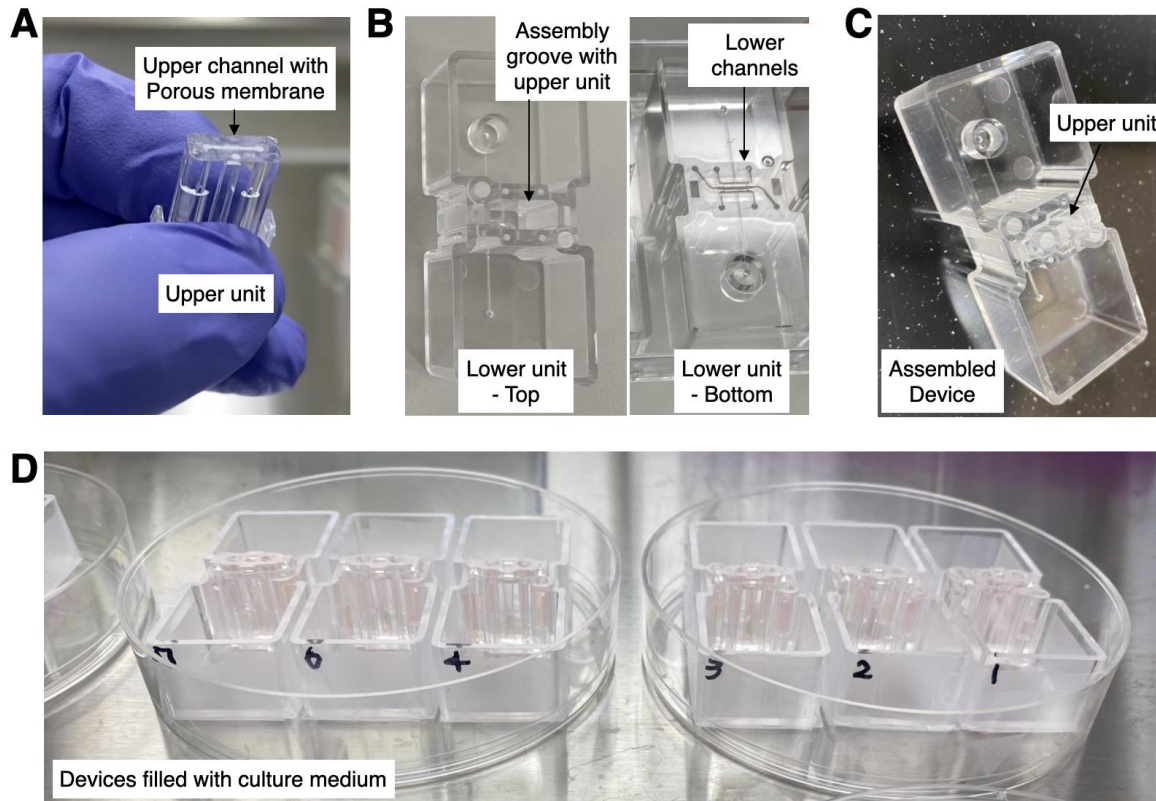 A
Upper channel with
Porous membrane
Upper unit
B
Assembly
groove with
upper unit
Lower
channels
Lower unit
- Top
Lower unit
- Bottom
C
Upper unit
Assembled
Device
D
7
6
4
3
2
1
Devices filled with culture medium